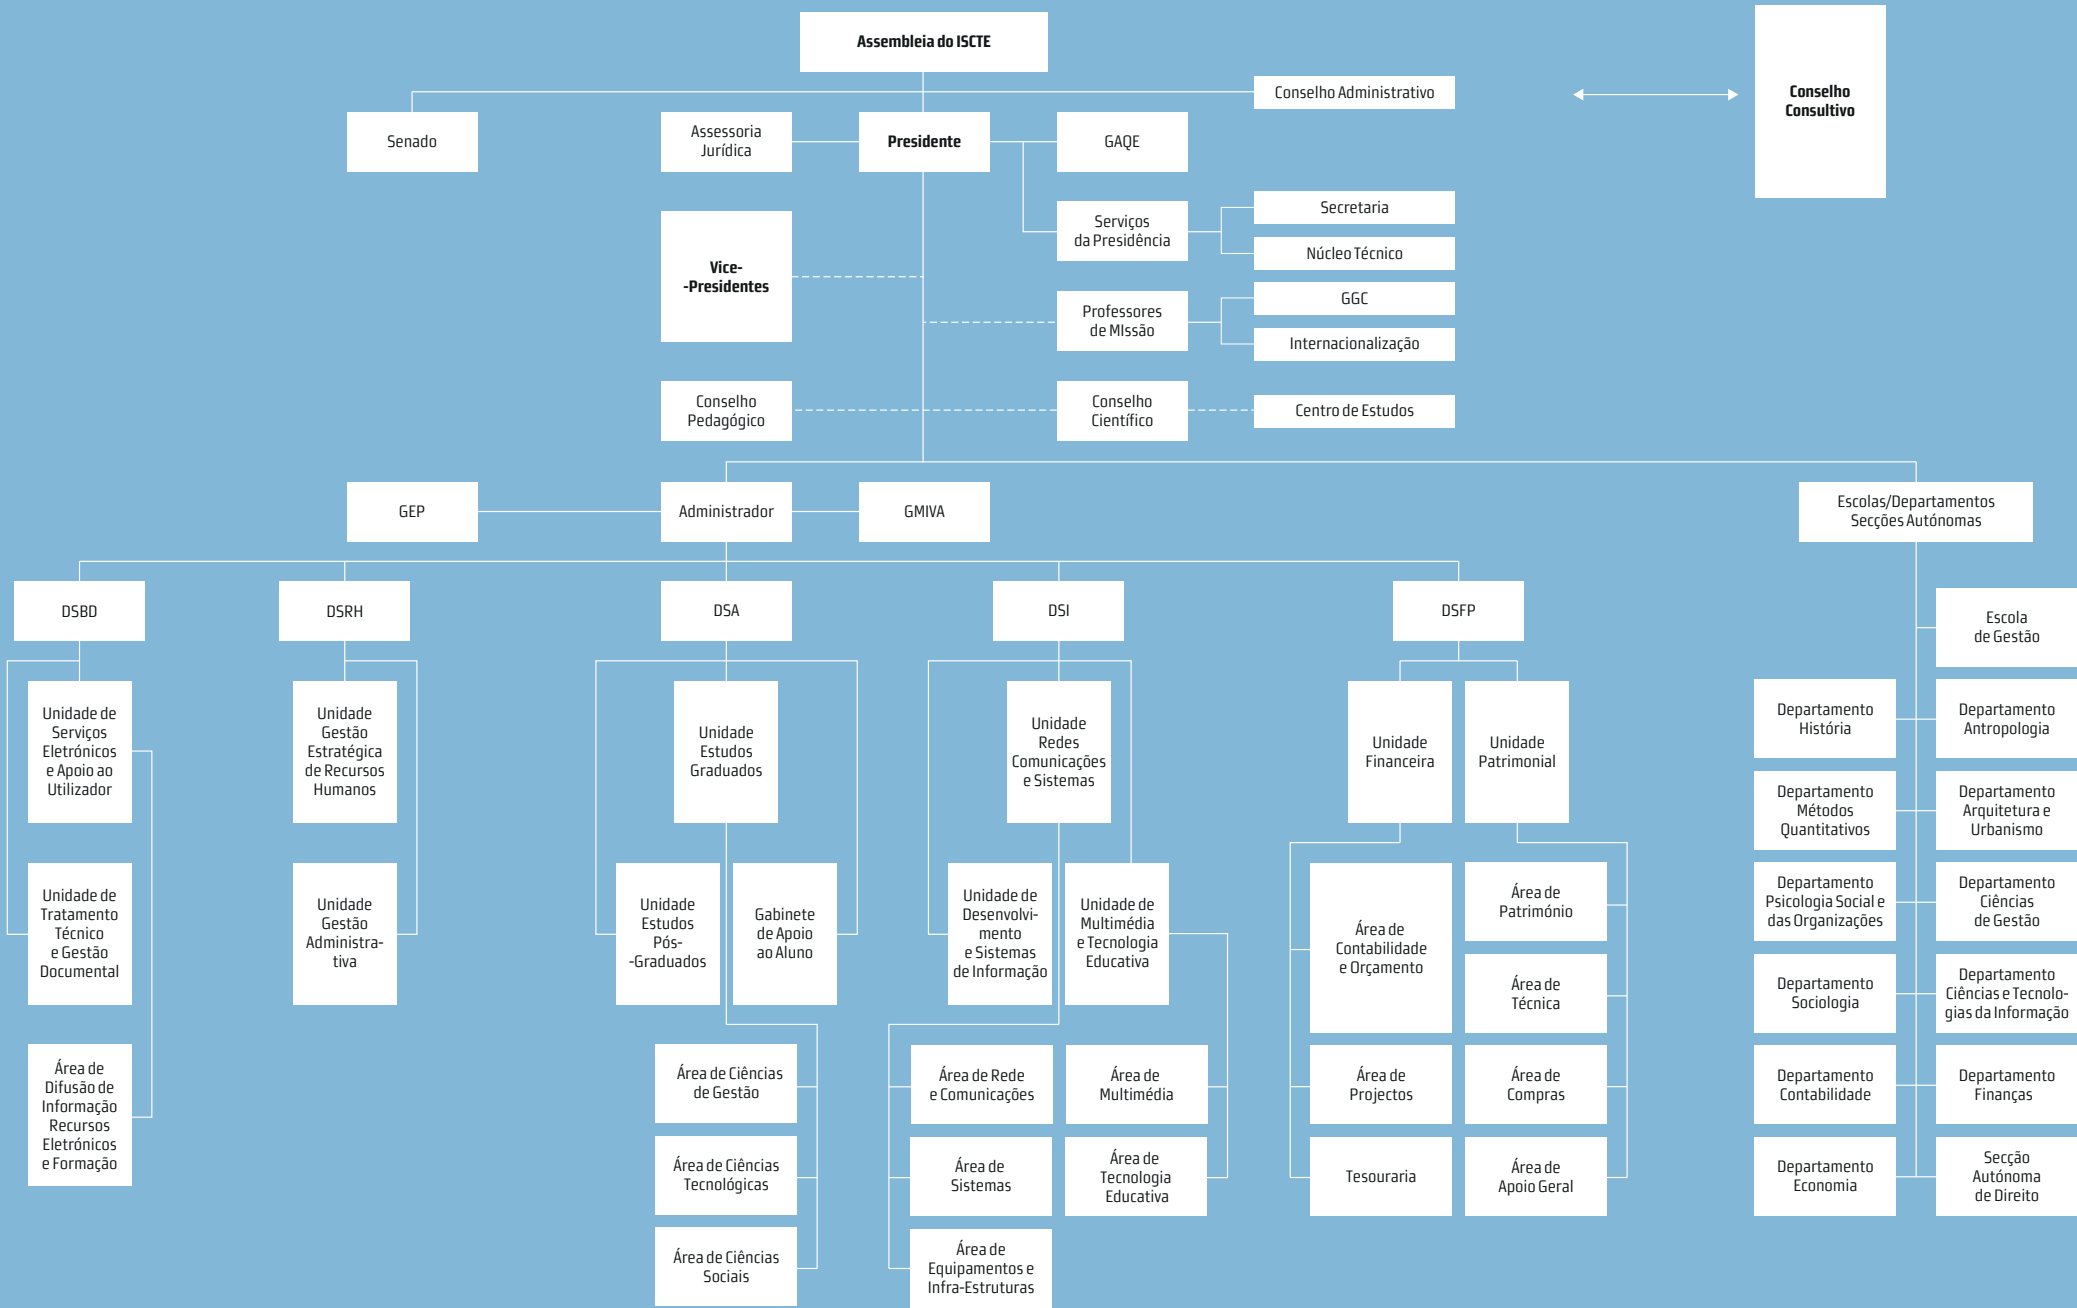 Assembleia do ISCTE
Conselho Administrativo
Conselho
Consultivo
Senado
Assessoria
Jurídica
Presidente
GAQE
Serviços
da Presidência
Secretaria
Núcleo Técnico
Vice-
-Presidentes
Professores
de MIssão
GGC
Internacionalização
Conselho
Pedagógico
Conselho
Científico
Centro de Estudos
GEP
Administrador
GMIVA
Escolas/Departamentos
Secções Autónomas
DSBD
DSRH
DSA
DSI
DSFP
Unidade de
Serviços
Eletrónicos
e Apoio ao
Utilizador
Unidade de
Tratamento
Técnico
e Gestão
Documental
Área de
Difusão de
Informação
Recursos
Eletrónicos
e Formação
Unidade
Gestão
Estratégica
de Recursos
Humanos
Unidade
Gestão
Administra-
tiva
Unidade
Estudos
Graduados
Unidade
Estudos
Pós-
-Graduados
Gabinete
de Apoio
ao Aluno
Área de Ciências
de Gestão
Área de Ciências
Tecnológicas
Área de Ciências
Sociais
Unidade
Redes
Comunicações
e Sistemas
Unidade de
Desenvolvi-
mento
e Sistemas
de Informação
Unidade de
Multimédia
e Tecnologia
Educativa
Área de Rede
e Comunicações
Área de
Multimédia
Área de
Sistemas
Área de
Tecnologia
Educativa
Área de
Equipamentos e
Infra-Estruturas
Unidade
Financeira
Unidade
Patrimonial
Área de
Contabilidade
e Orçamento
Área de
Património
Área de
Técnica
Área de
Projectos
Área de
Compras
Tesouraria
Área de
Apoio Geral
Escola
de Gestão
Departamento
História
Departamento
Antropologia
Departamento
Métodos
Quantitativos
Departamento
Arquitetura e
Urbanismo
Departamento
Psicologia Social e
das Organizações
Departamento
Ciências
de Gestão
Departamento
Sociologia
Departamento
Ciências e Tecnolo-
gias da Informação
Departamento
Contabilidade
Departamento
Finanças
Departamento
Economia
Secção
Autónoma
de Direito